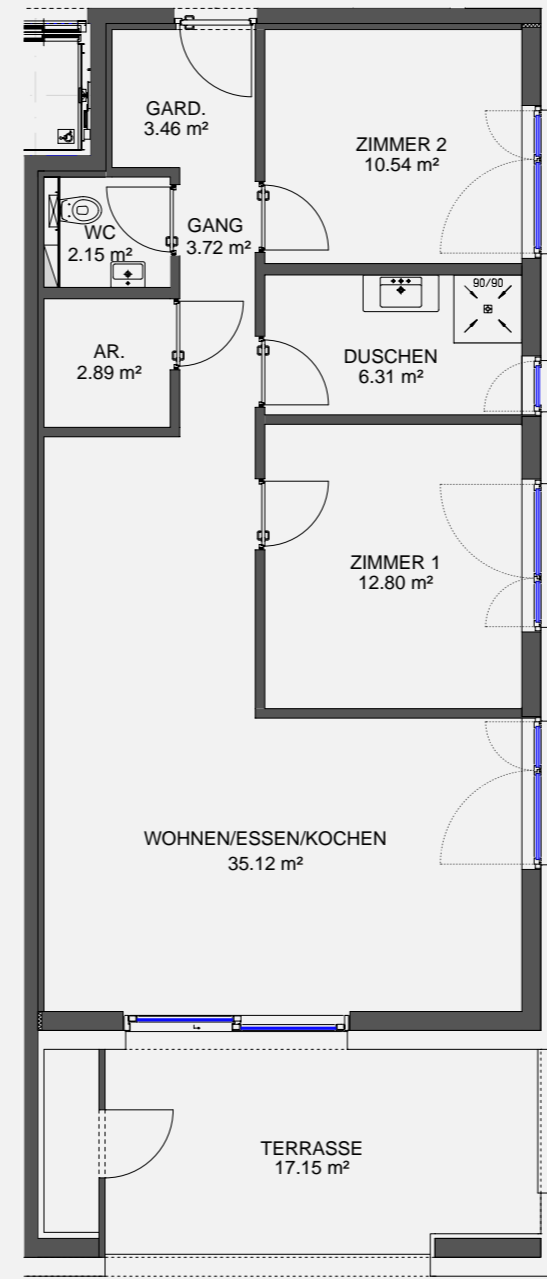 GARD.
3.46 m²
ZIMMER 2
10.54 m²
WC
2.15 m²
GANG
3.72 m²
90/90
AR.
2.89 m²
DUSCHEN
6.31 m²
ZIMMER 1
12.80 m²
WOHNEN/ESSEN/KOCHEN
35.12 m²
TERRASSE
17.15 m²